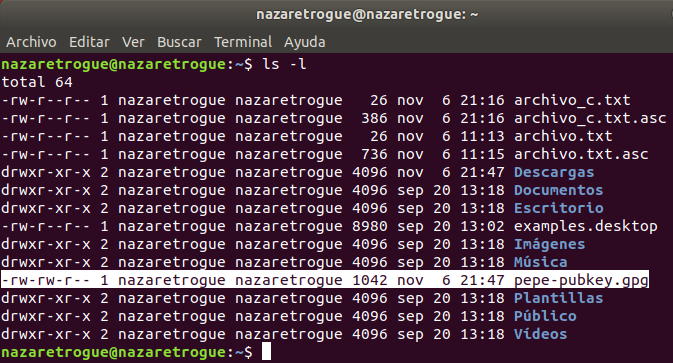 nazaretrogue@nazaretrogue: ~
Archivo Editar Ver Buscar Terminal Ayuda
nazaretrogue@nazaretrogue:~$ ls -l
total 64
-rw-r--r-- 1 nazaretrogue nazaretrogue   26 nov  6 21:16 archivo_c.txt
-rw-r--r-- 1 nazaretrogue nazaretrogue  386 nov  6 21:16 archivo_c.txt.asc
-rw-r--r-- 1 nazaretrogue nazaretrogue   26 nov  6 11:13 archivo.txt
-rw-r--r-- 1 nazaretrogue nazaretrogue  736 nov  6 11:15 archivo.txt.asc
drwxr-xr-x 2 nazaretrogue nazaretrogue 4096 nov  6 21:47 Descargas
drwxr-xr-x 2 nazaretrogue nazaretrogue 4096 sep 20 13:18 Documentos
drwxr-xr-x 2 nazaretrogue nazaretrogue 4096 sep 20 13:18 Escritorio
-rw-r--r-- 1 nazaretrogue nazaretrogue 8980 sep 20 13:02 examples.desktop
drwxr-xr-x 2 nazaretrogue nazaretrogue 4096 sep 20 13:18 Imágenes
drwxr-xr-x 2 nazaretrogue nazaretrogue 4096 sep 20 13:18 Música
-rw-rw-r-- 1 nazaretrogue nazaretrogue 1042 nov  6 21:47 pepe-pubkey.gpg
drwxr-xr-x 2 nazaretrogue nazaretrogue 4096 sep 20 13:18 Plantillas
drwxr-xr-x 2 nazaretrogue nazaretrogue 4096 sep 20 13:18 Público
drwxr-xr-x 2 nazaretrogue nazaretrogue 4096 sep 20 13:18 Vídeos
nazaretrogue@nazaretrogue:~$